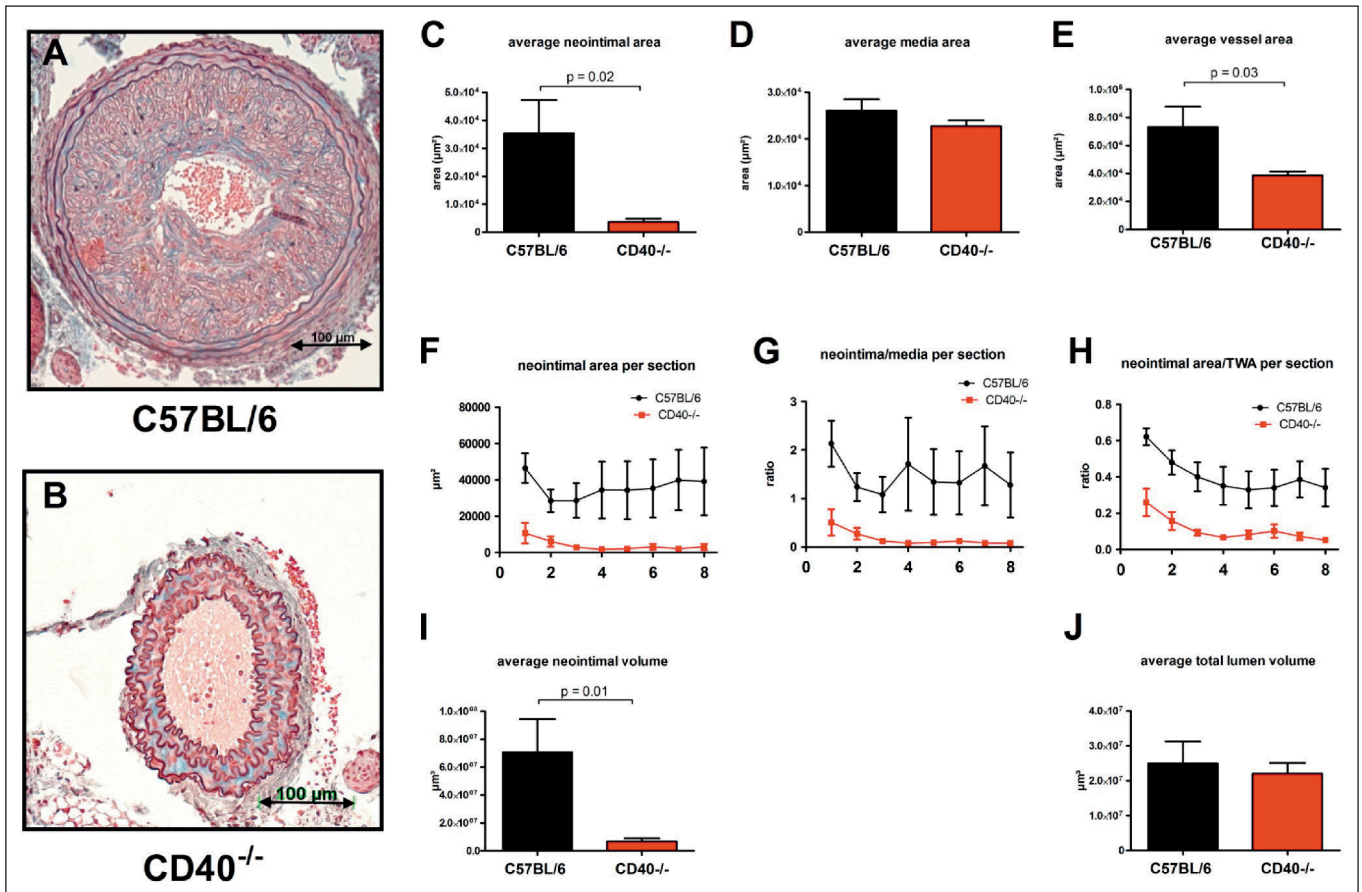 A
100 µm
C57BL/6
B
100 µm
CD40-/-
C
average neointimal area
p = 0.02
area (µm²)
5.0×10⁴
4.0×10⁴
3.0×10⁴
2.0×10⁴
1.0×10⁴
0
C57BL/6 CD40-/-
D
average media area
area (µm²)
3.0×10⁴
2.0×10⁴
1.0×10⁴
0
C57BL/6 CD40-/-
E
average vessel area
p = 0.03
area (µm²)
1.0×10⁵
8.0×10⁴
6.0×10⁴
4.0×10⁴
2.0×10⁴
0
C57BL/6 CD40-/-
F
neointimal area per section
C57BL/6
CD40-/-
µm²
80000
60000
40000
20000
0
0 2 4 6 8
G
neointima/media per section
C57BL/6
CD40-/-
ratio
3
2
1
0
0 2 4 6 8
H
neointimal area/TWA per section
C57BL/6
CD40-/-
ratio
0.6
0.4
0.2
0.0
0 2 4 6 8
I
average neointimal volume
p = 0.01
µm³
1.0×10⁰⁸
8.0×10⁰⁷
6.0×10⁰⁷
4.0×10⁰⁷
2.0×10⁰⁷
0.0
C57BL/6 CD40-/-
J
average total lumen volume
µm³
4.0×10⁷
3.0×10⁷
2.0×10⁷
1.0×10⁷
0
C57BL/6 CD40-/-